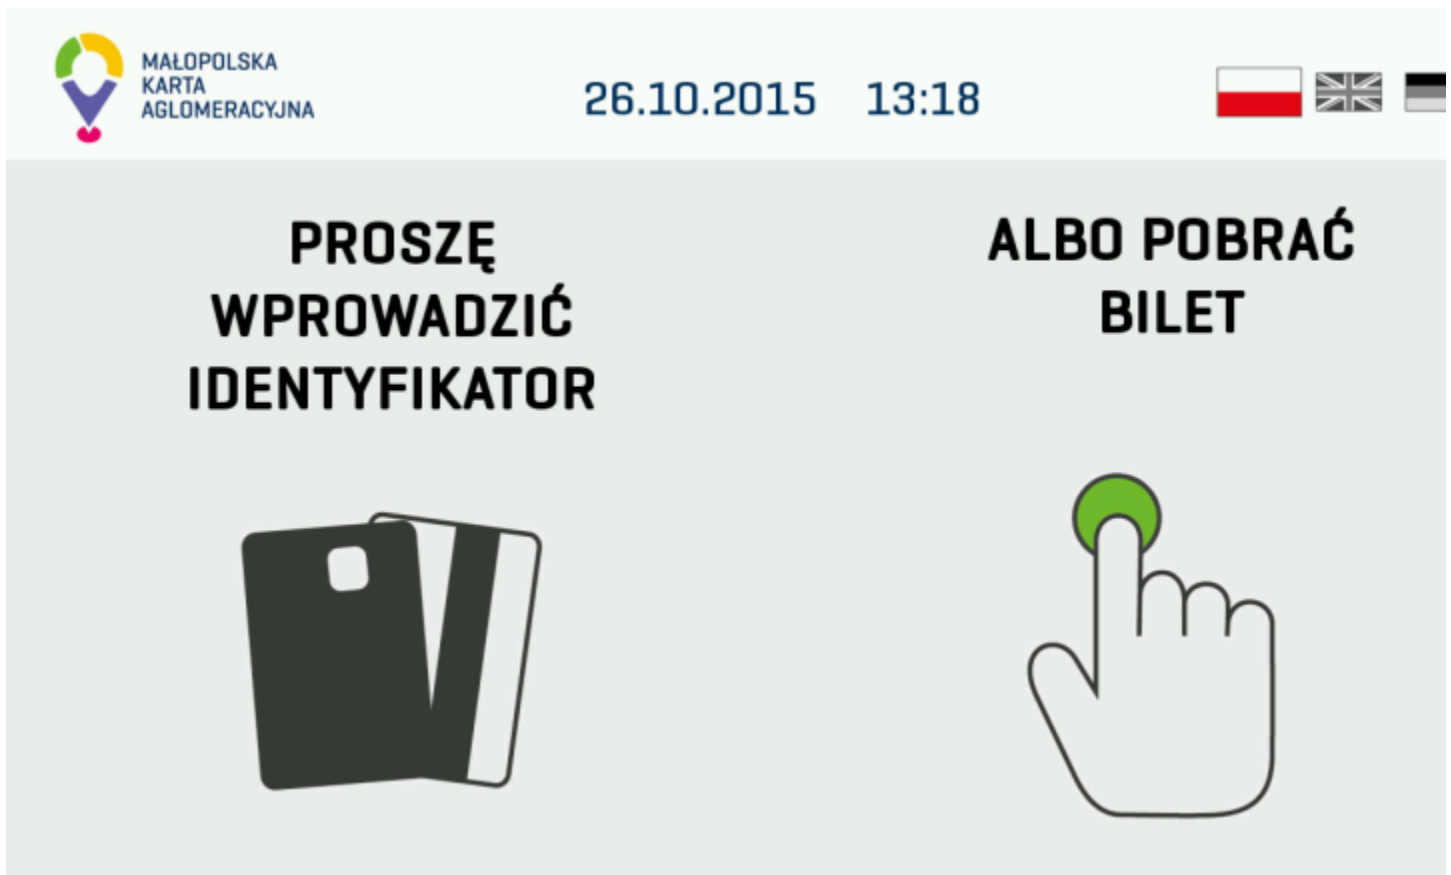 MAŁOPOLSKA
KARTA
AGLOMERACYJNA
26.10.2015 13:18
PROSZĘ
WPROWADZIĆ
IDENTYFIKATOR
ALBO POBRAĆ
BILET